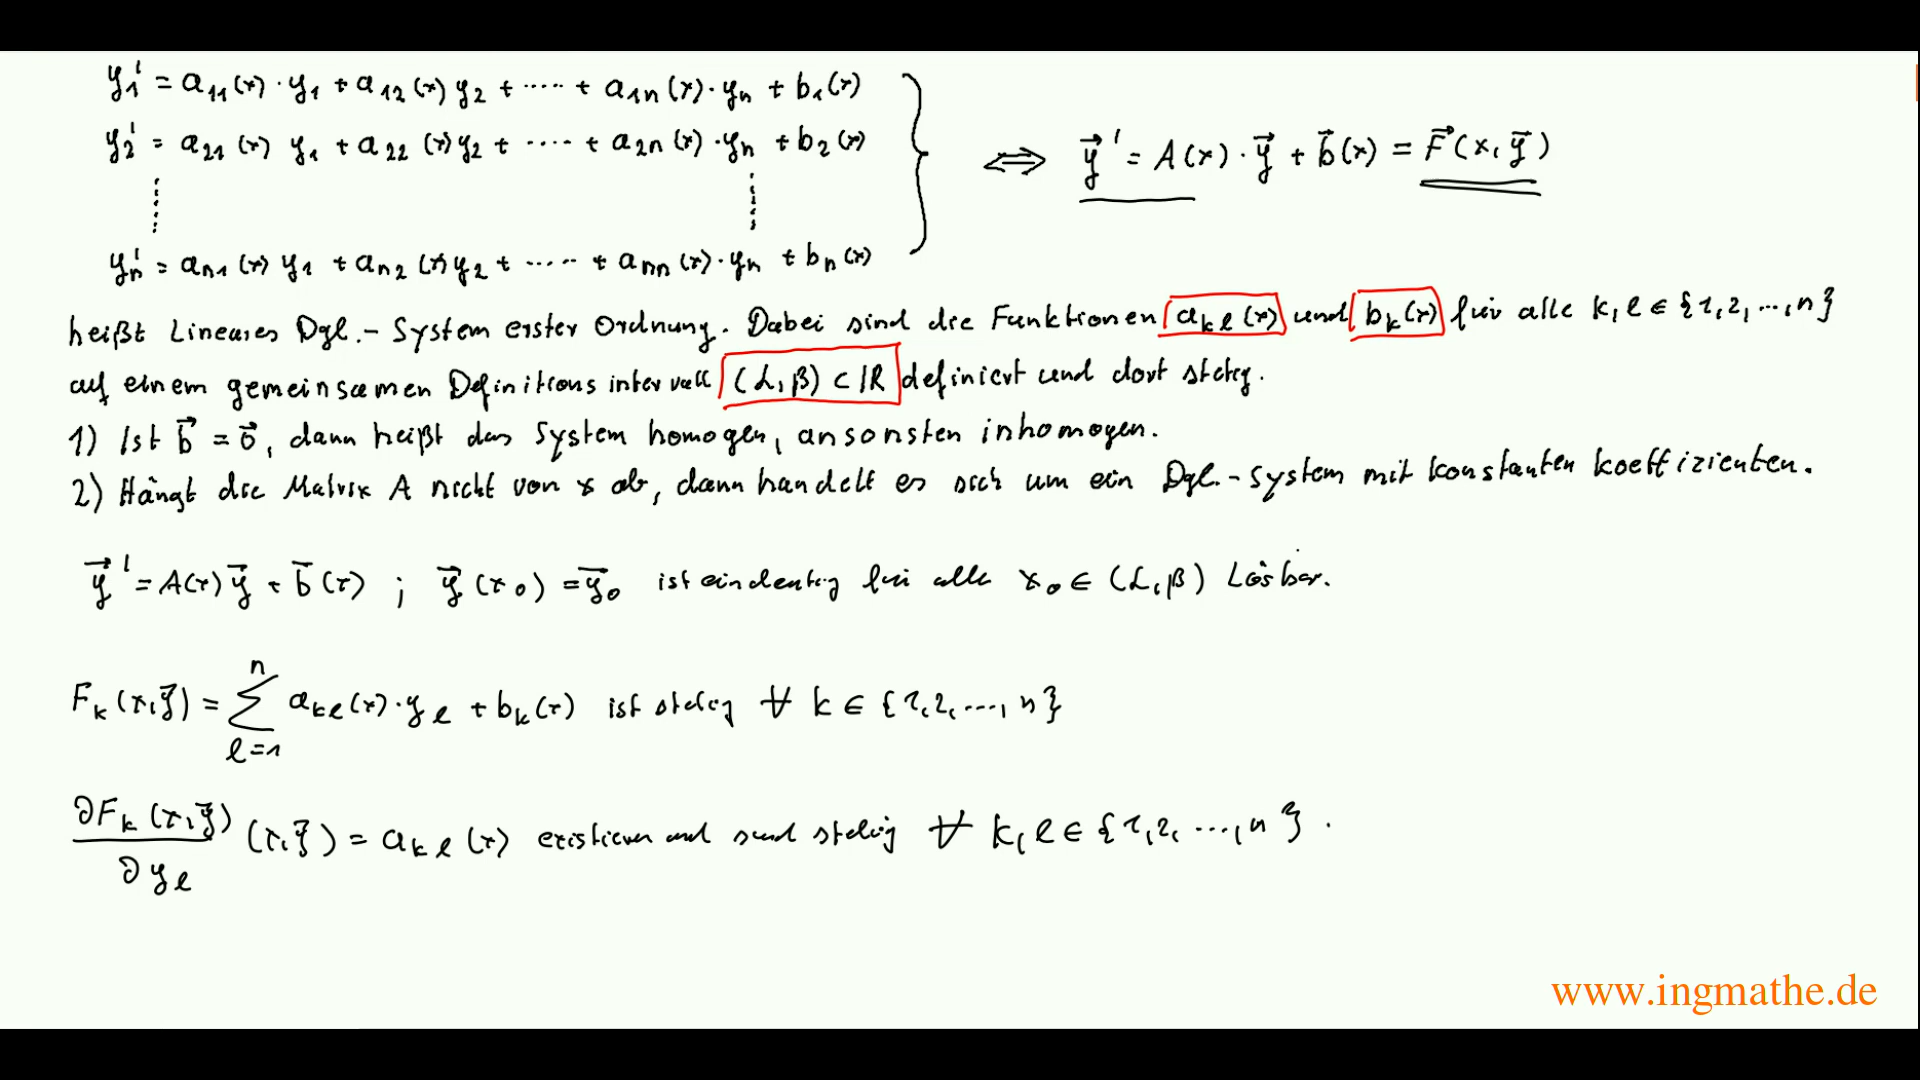 y₁' = a₁₁(x)·y₁ + a₁₂(x) y₂ + ····· + a₁ₙ(x)·yₙ + b₁(x)
y₂' = a₂₁(x) y₁ + a₂₂(x) y₂ + ····· + a₂ₙ(x)·yₙ + b₂(x)
⇔ y⃗' = A(x)·y⃗ + b⃗(x) = F⃗(x, y⃗)
yₙ' = aₙ₁(x) y₁ + aₙ₂(x) y₂ + ····· + aₙₙ(x)·yₙ + bₙ(x)
heißt Lineares Dgl.-System erster Ordnung. Dabei sind die Funktionen aₖₗ(x) und bₖ(x) für alle k, l ∈ {1, 2, ..., n}
auf einem gemeinsamen Definitionsintervall (α, β) ⊂ ℝ definiert und dort stetig.
1) Ist b⃗ = 0⃗, dann heißt das System homogen, ansonsten inhomogen.
2) Hängt die Matrix A nicht von x ab, dann handelt es sich um ein Dgl.-System mit konstanten Koeffizienten.
y⃗' = A(x) y⃗ + b⃗(x) ; y⃗(x₀) = y⃗₀ ist eindeutig für alle x₀ ∈ (α, β) Lösbar.
Fₖ(x, y⃗) = ∑ₗ₌₁ⁿ aₖₗ(x)·yₗ + bₖ(x) ist stetig ∀ k ∈ {1, 2, ..., n}
∂Fₖ(x, y⃗)/∂yₗ (x, y⃗) = aₖₗ(x) existieren und sind stetig ∀ k, l ∈ {1, 2, ..., n}.
www.ingmathe.de